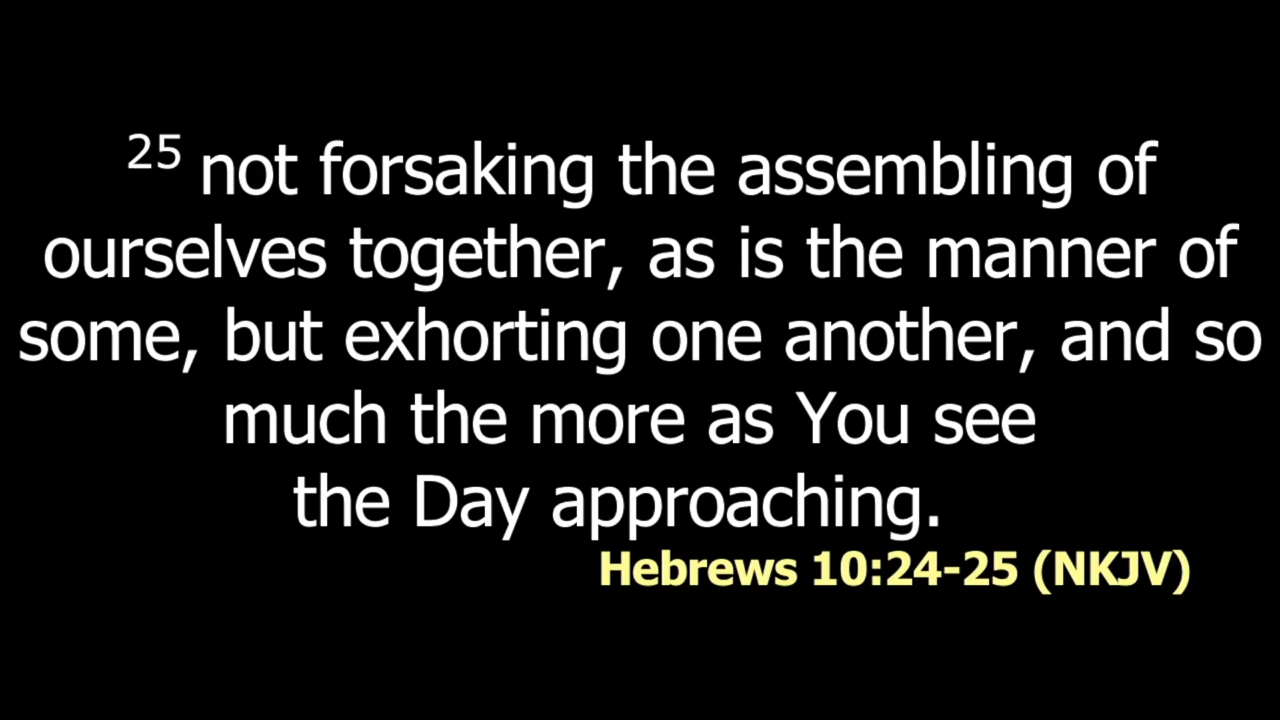 25 not forsaking the assembling of
ourselves together, as is the manner of
some, but exhorting one another, and so
much the more as You see
the Day approaching.
Hebrews 10:24-25 (NKJV)